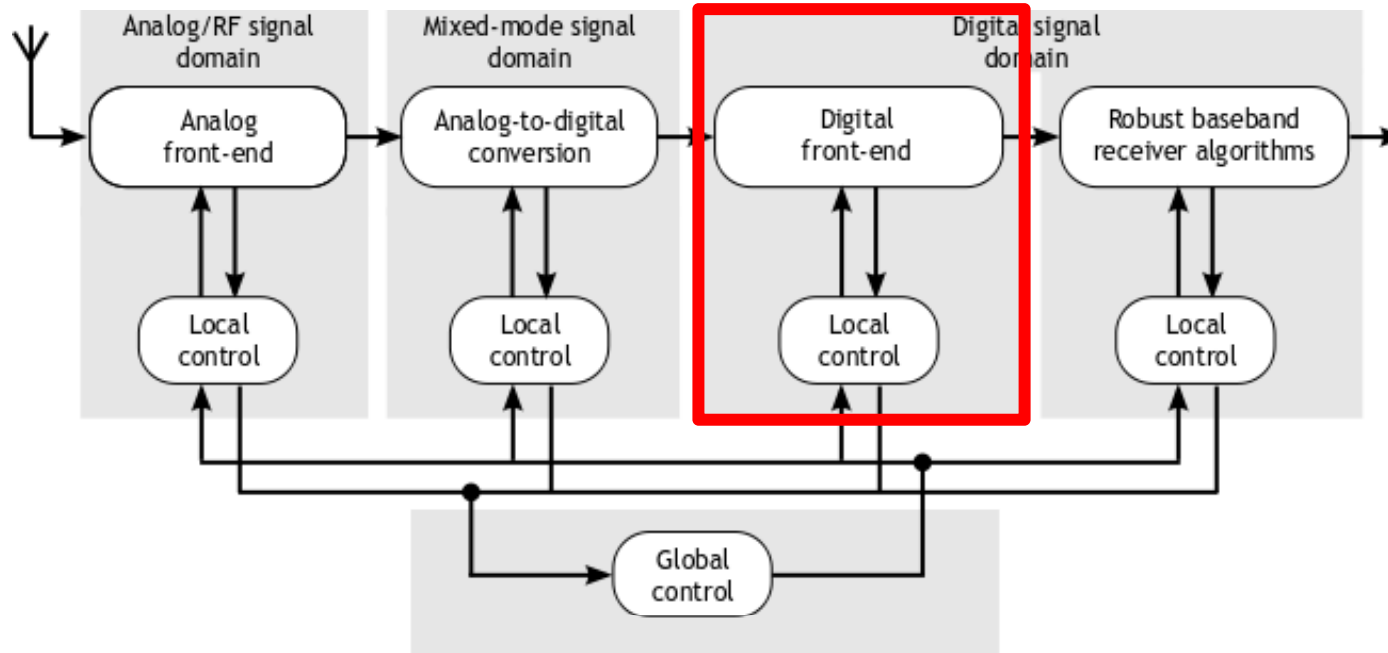 Analog/RF signal
domain
Mixed-mode signal
domain
Digital signal
domain
Analog
front-end
Analog-to-digital
conversion
Digital
front-end
Robust baseband
receiver algorithms
Local
control
Local
control
Local
control
Local
control
Global
control